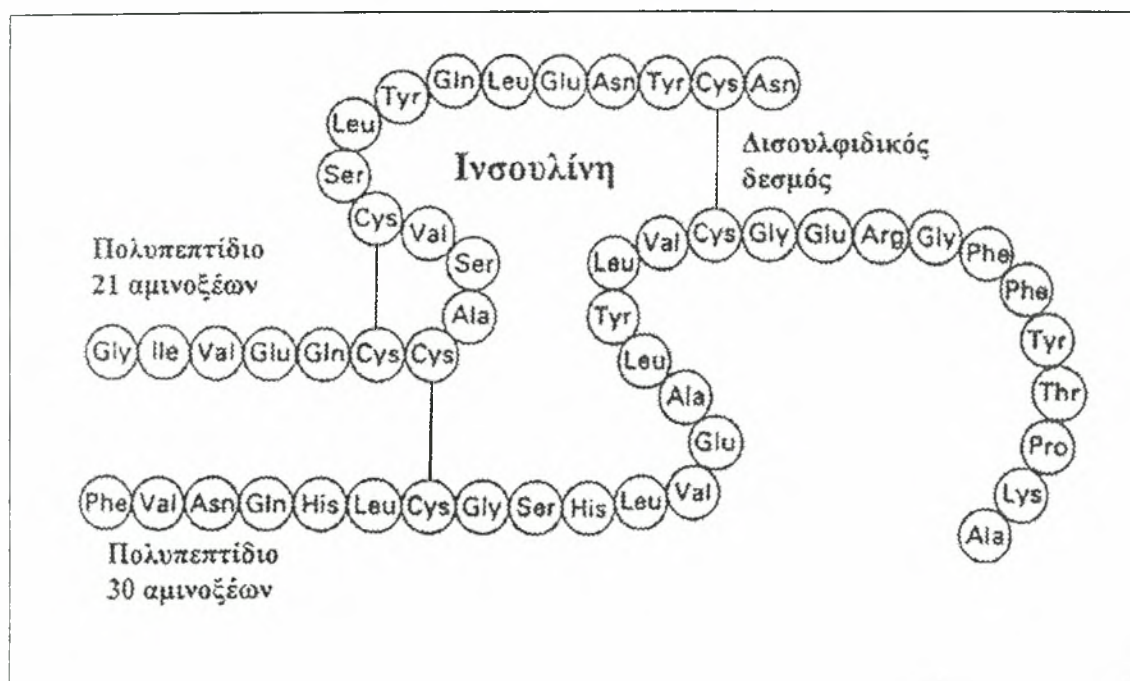 Gln Leu Glu Asn Tyr Cys Asn
Tyr
Leu
Ser
Ινσουλίνη
Δισουλφιδικός
δεσμός
Cys Val Ser Ala
Πολυπεπτίδιο
21 αμινοξέων
Gly Ile Val Glu Gln Cys Cys
Leu Val Cys Gly Glu Arg Gly Phe
Phe
Tyr
Thr
Pro
Lys
Ala
Tyr
Leu
Ala
Glu
Phe Val Asn Gln His Leu Cys Gly Ser His Leu Val
Πολυπεπτίδιο
30 αμινοξέων